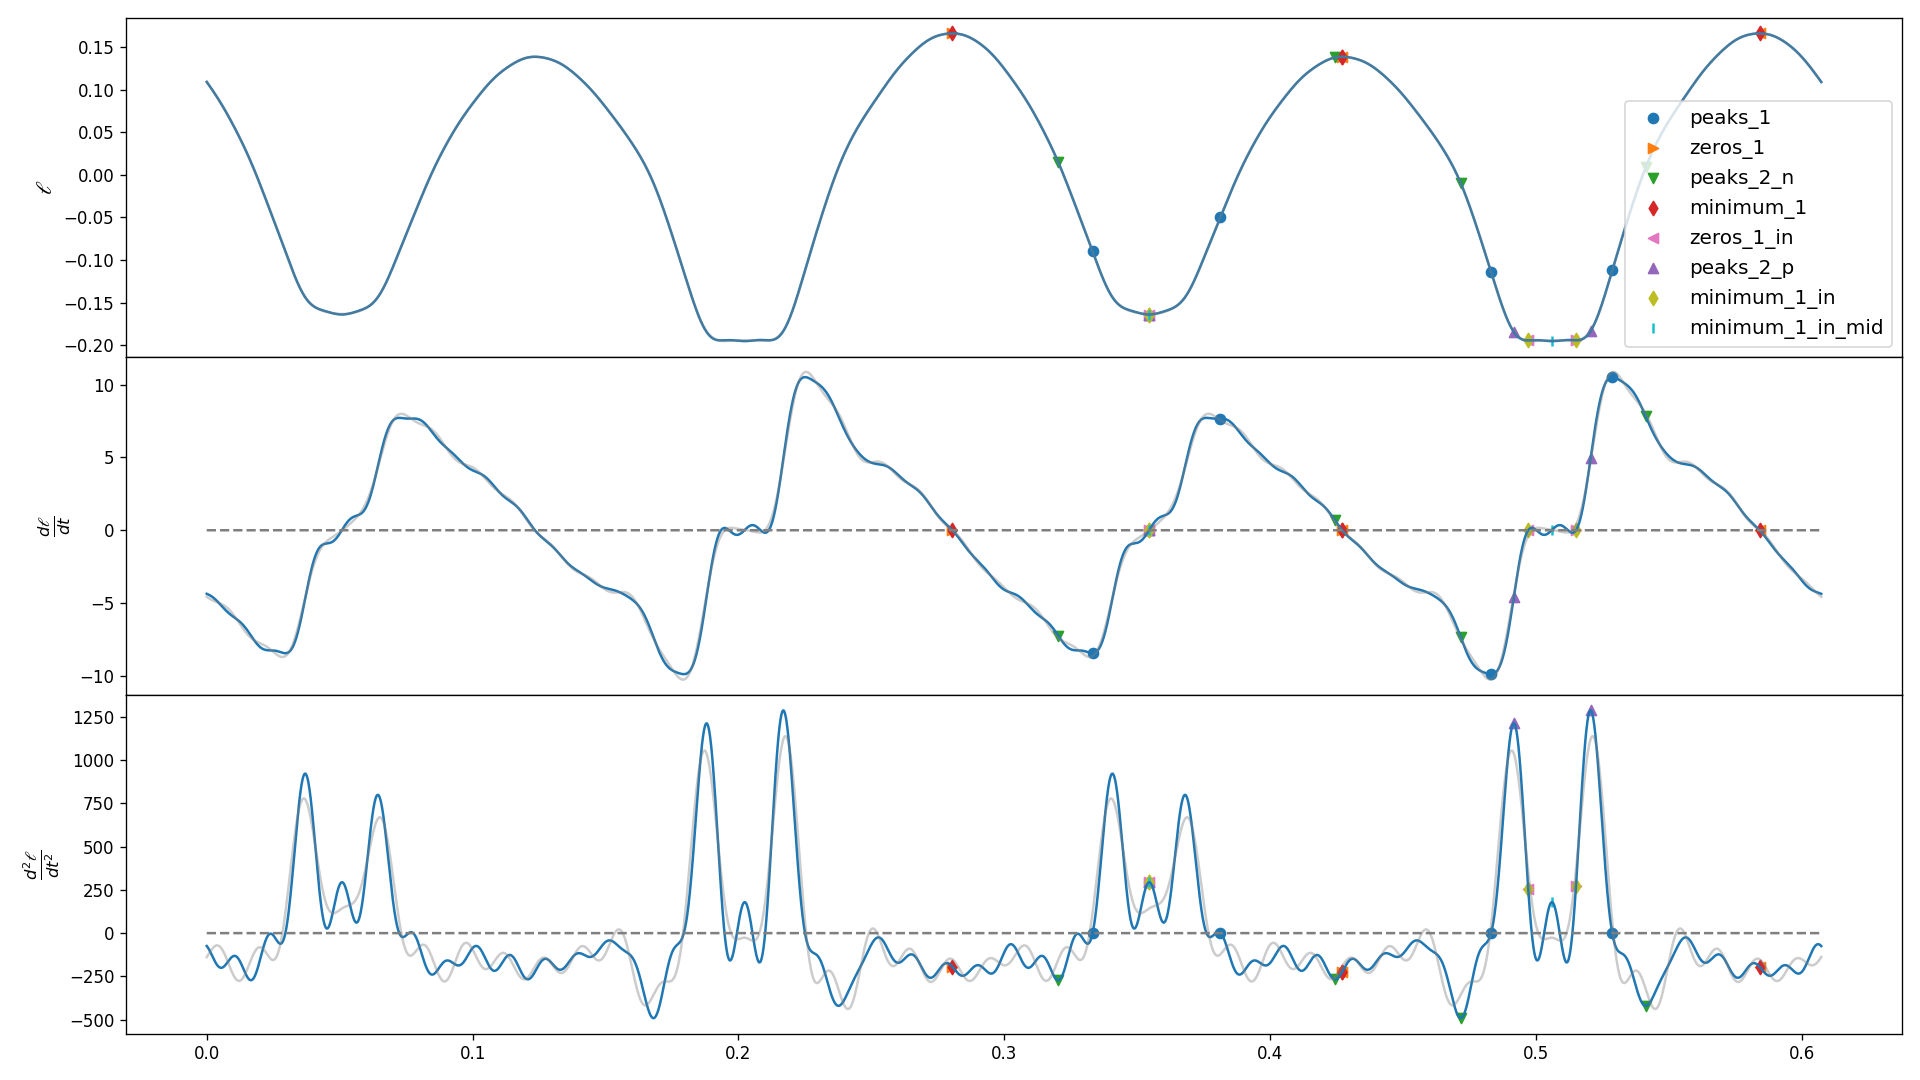 0.15
0.10
0.05
0.00
−0.05
−0.10
−0.15
−0.20
ℓ
peaks_1
zeros_1
peaks_2_n
minimum_1
zeros_1_in
peaks_2_p
minimum_1_in
minimum_1_in_mid
10
5
0
−5
−10
dℓ
dt
1250
1000
750
500
250
0
−250
−500
d²ℓ
dt²
0.0 0.1 0.2 0.3 0.4 0.5 0.6